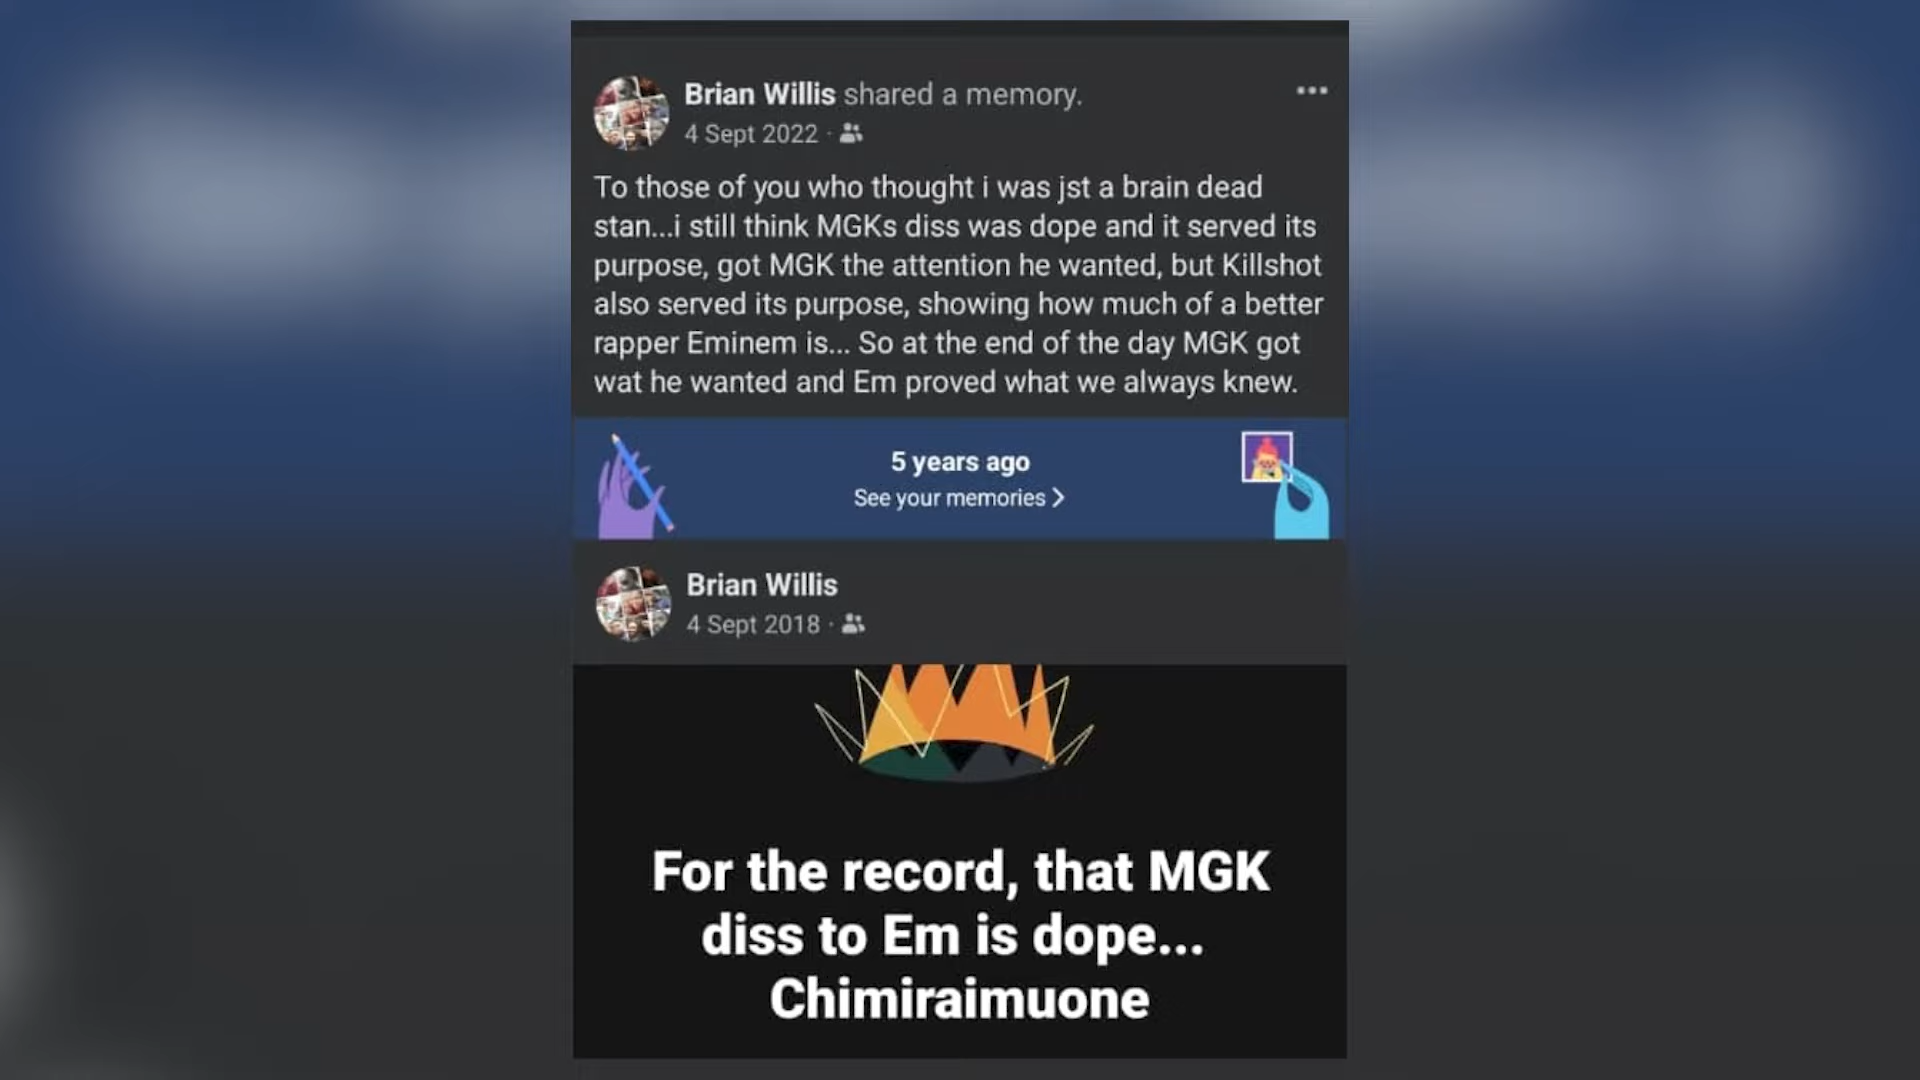 Brian Willis shared a memory.
4 Sept 2022 ·
To those of you who thought i was jst a brain dead
stan...i still think MGKs diss was dope and it served its
purpose, got MGK the attention he wanted, but Killshot
also served its purpose, showing how much of a better
rapper Eminem is... So at the end of the day MGK got
wat he wanted and Em proved what we always knew.
5 years ago
See your memories >
Brian Willis
4 Sept 2018 ·
For the record, that MGK
diss to Em is dope...
Chimiraimuone